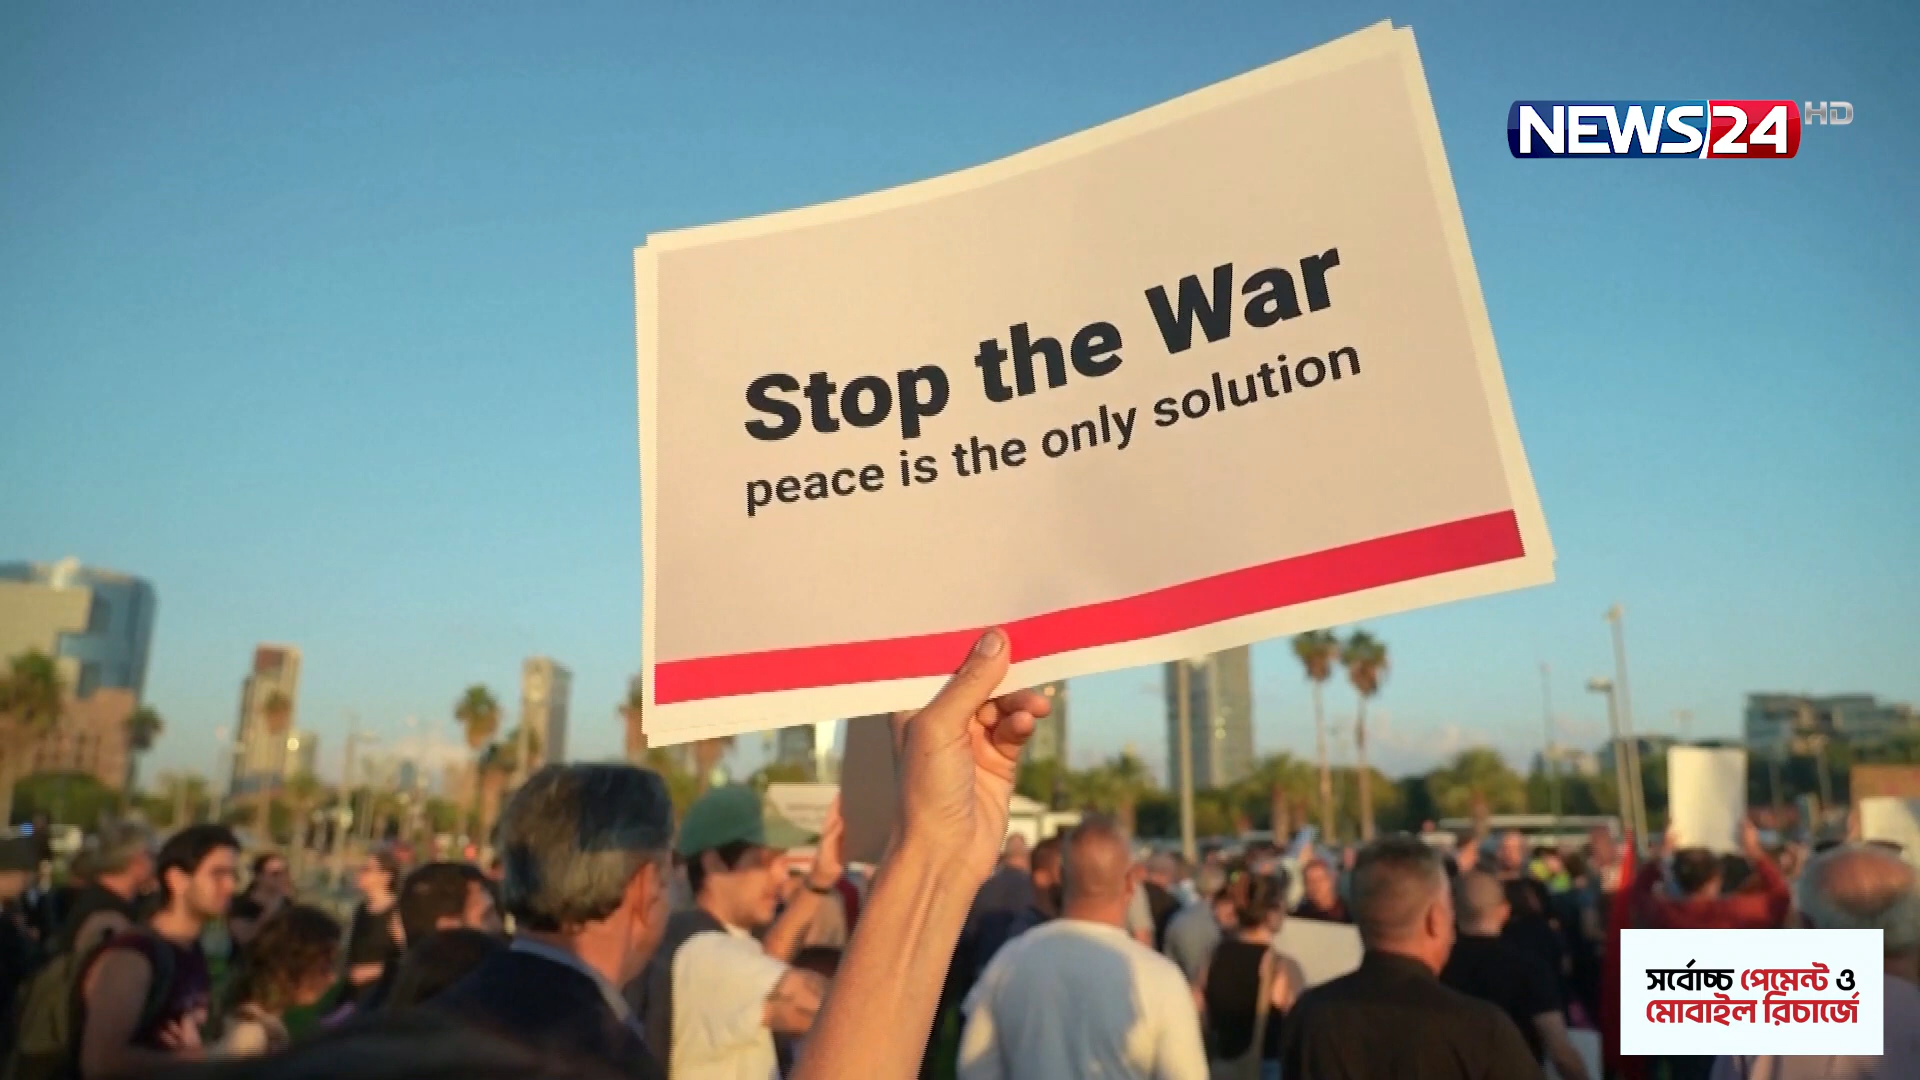 NEWS24 HD
Stop the War
peace is the only solution
সর্বোচ্চ পেমেন্ট ও
মোবাইল রিচার্জে